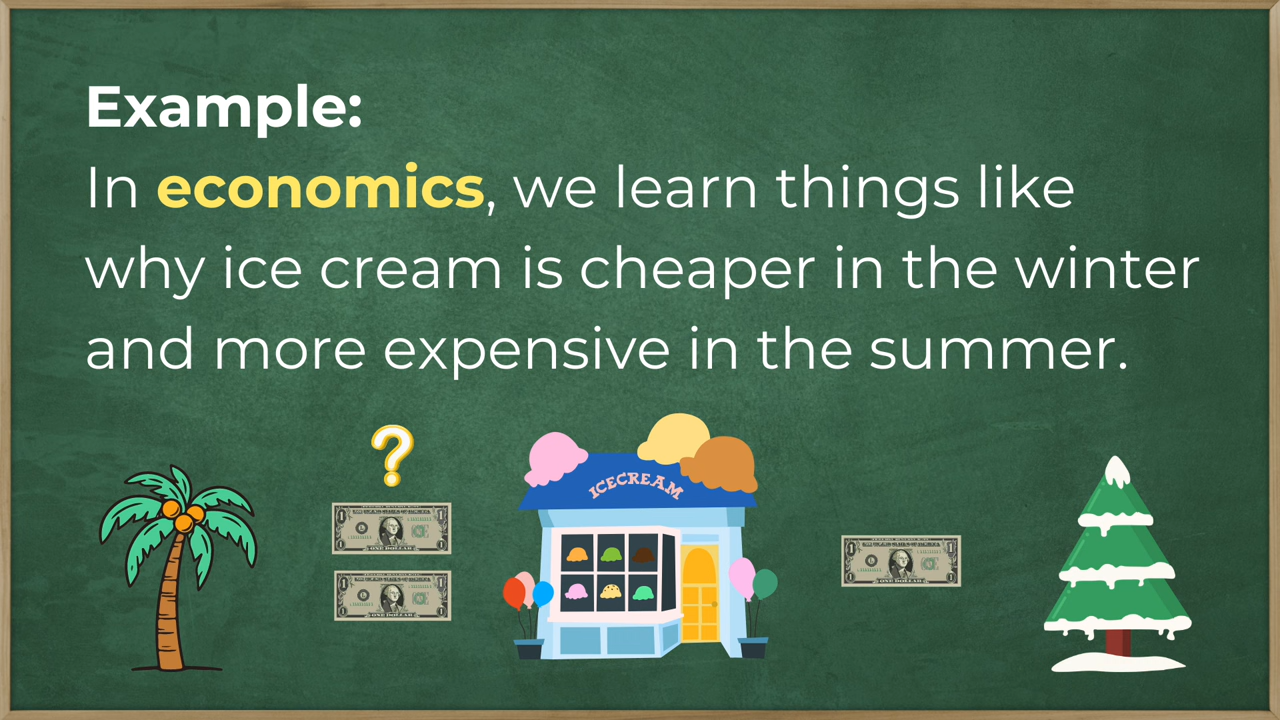 Example:
In economics, we learn things like
why ice cream is cheaper in the winter
and more expensive in the summer.
?
ICECREAM